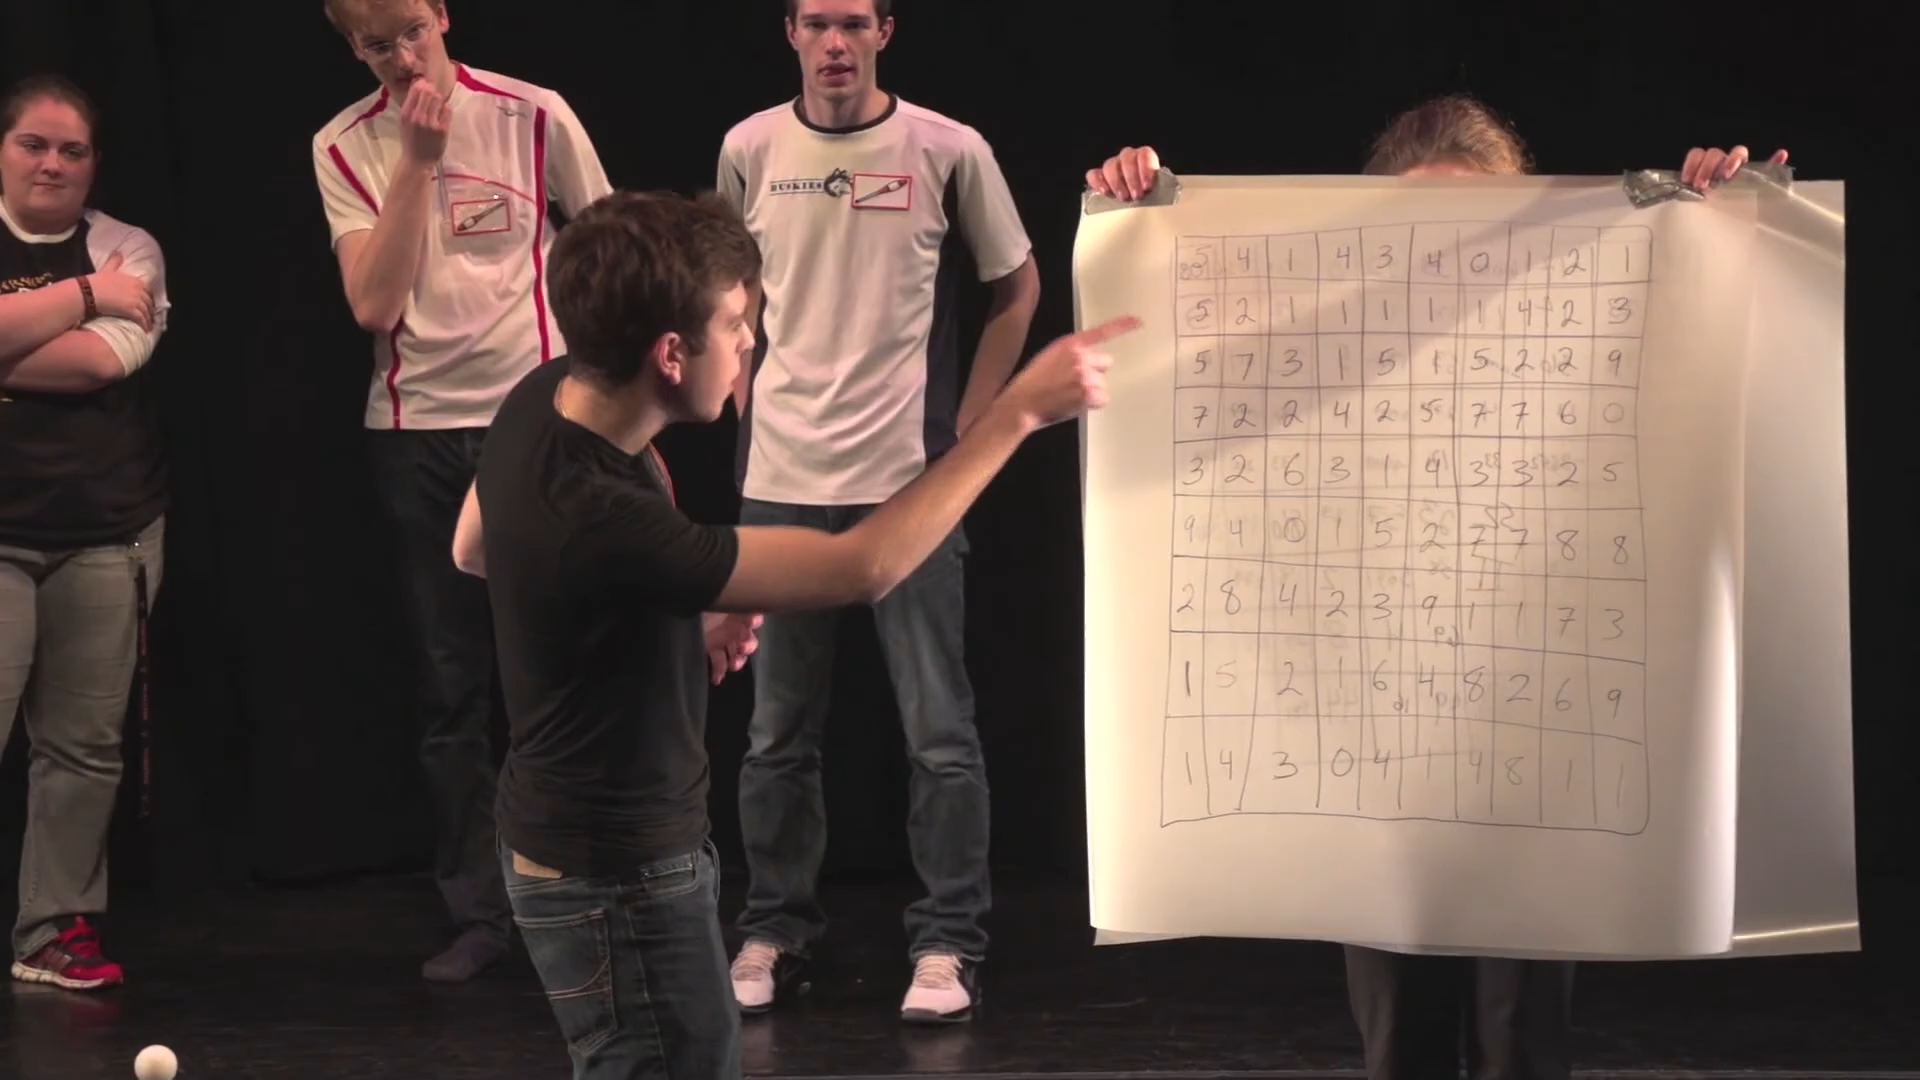 HUSKIES
5 4 1 4 3 4 0 1 2 1
5 2 1 1 1 1 1 4 2 3
5 7 3 1 5 1 5 2 2 9
7 2 2 4 2 5 7 7 6 0
3 2 6 3 1 4 3 3 2 5
9 4 0 1 5 2 7 7 8 8
2 8 4 2 3 9 1 1 7 3
1 5 2 1 6 4 8 2 6 9
1 4 3 0 4 1 4 8 1 1